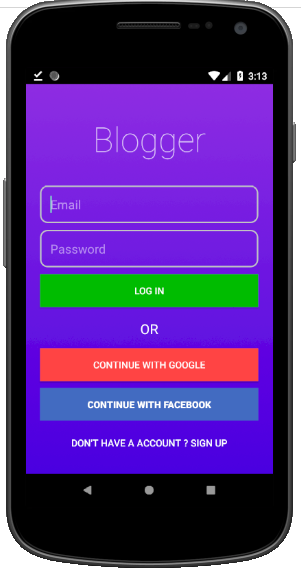 3:13
Blogger
Email
Password
LOG IN
OR
CONTINUE WITH GOOGLE
CONTINUE WITH FACEBOOK
DON'T HAVE A ACCOUNT ? SIGN UP